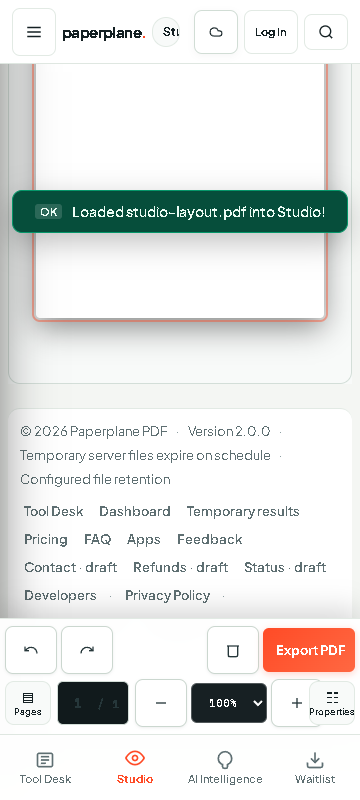 paperplane.
Stu
Log In
OK Loaded studio-layout.pdf into Studio!
© 2026 Paperplane PDF · Version 2.0.0 ·
Temporary server files expire on schedule ·
Configured file retention
Tool Desk Dashboard Temporary results
Pricing FAQ Apps Feedback
Contact · draft Refunds · draft Status · draft
Developers · Privacy Policy ·
Export PDF
Pages 1 / 1 − 100% + Properties
Tool Desk Studio AI Intelligence Waitlist